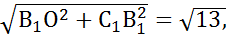 √(B₁O² + C₁B₁²) = √13,